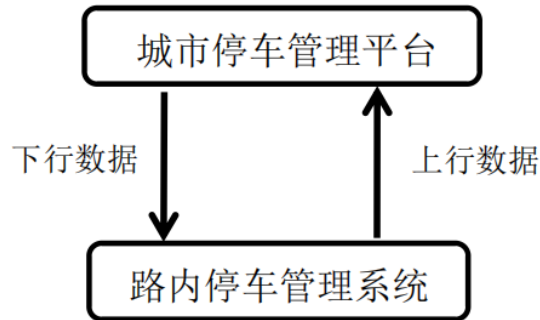 城市停车管理平台
下行数据
上行数据
路内停车管理系统